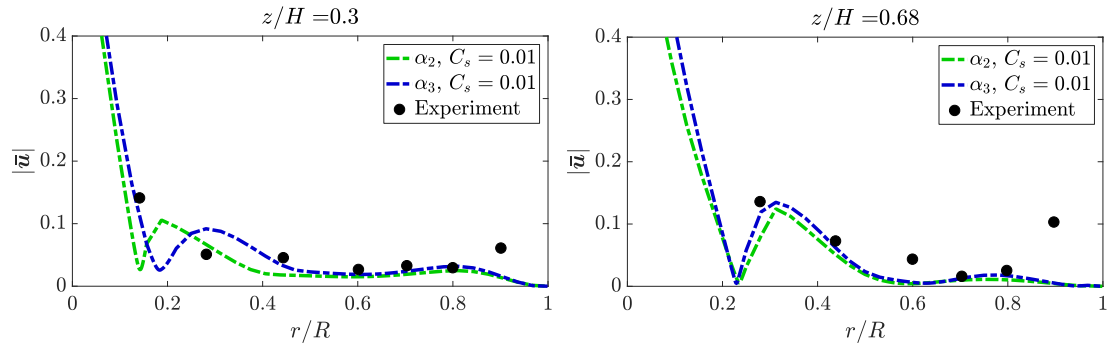 z/H =0.3
0.4
0.3
0.2
0.1
0
|ū|
0 0.2 0.4 0.6 0.8 1
r/R
α₂, Cₛ = 0.01
α₃, Cₛ = 0.01
Experiment
z/H =0.68
0.4
0.3
0.2
0.1
0
|ū|
0 0.2 0.4 0.6 0.8 1
r/R
α₂, Cₛ = 0.01
α₃, Cₛ = 0.01
Experiment